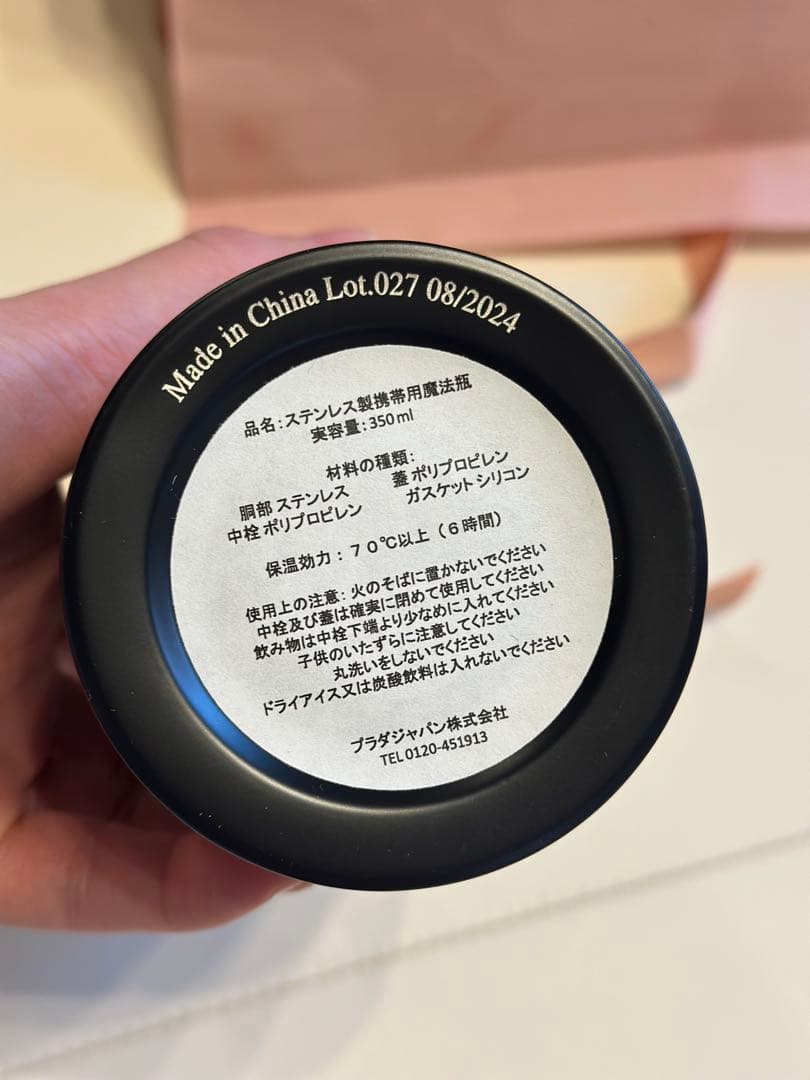 Made in China Lot.027 08/2024
品名:ステンレス製携帯用魔法瓶
実容量:350ml
材料の種類:
胴部 ステンレス 蓋 ポリプロピレン
中栓 ポリプロピレン ガスケット シリコン
保温効力:70℃以上(6時間)
使用上の注意:火のそばに置かないでください
中栓及び蓋は確実に閉めて使用してください
飲み物は中栓下端より少なめに入れてください
子供のいたずらに注意してください
丸洗いをしないでください
ドライアイス又は炭酸飲料は入れないでください
プラダジャパン株式会社
TEL 0120-451913